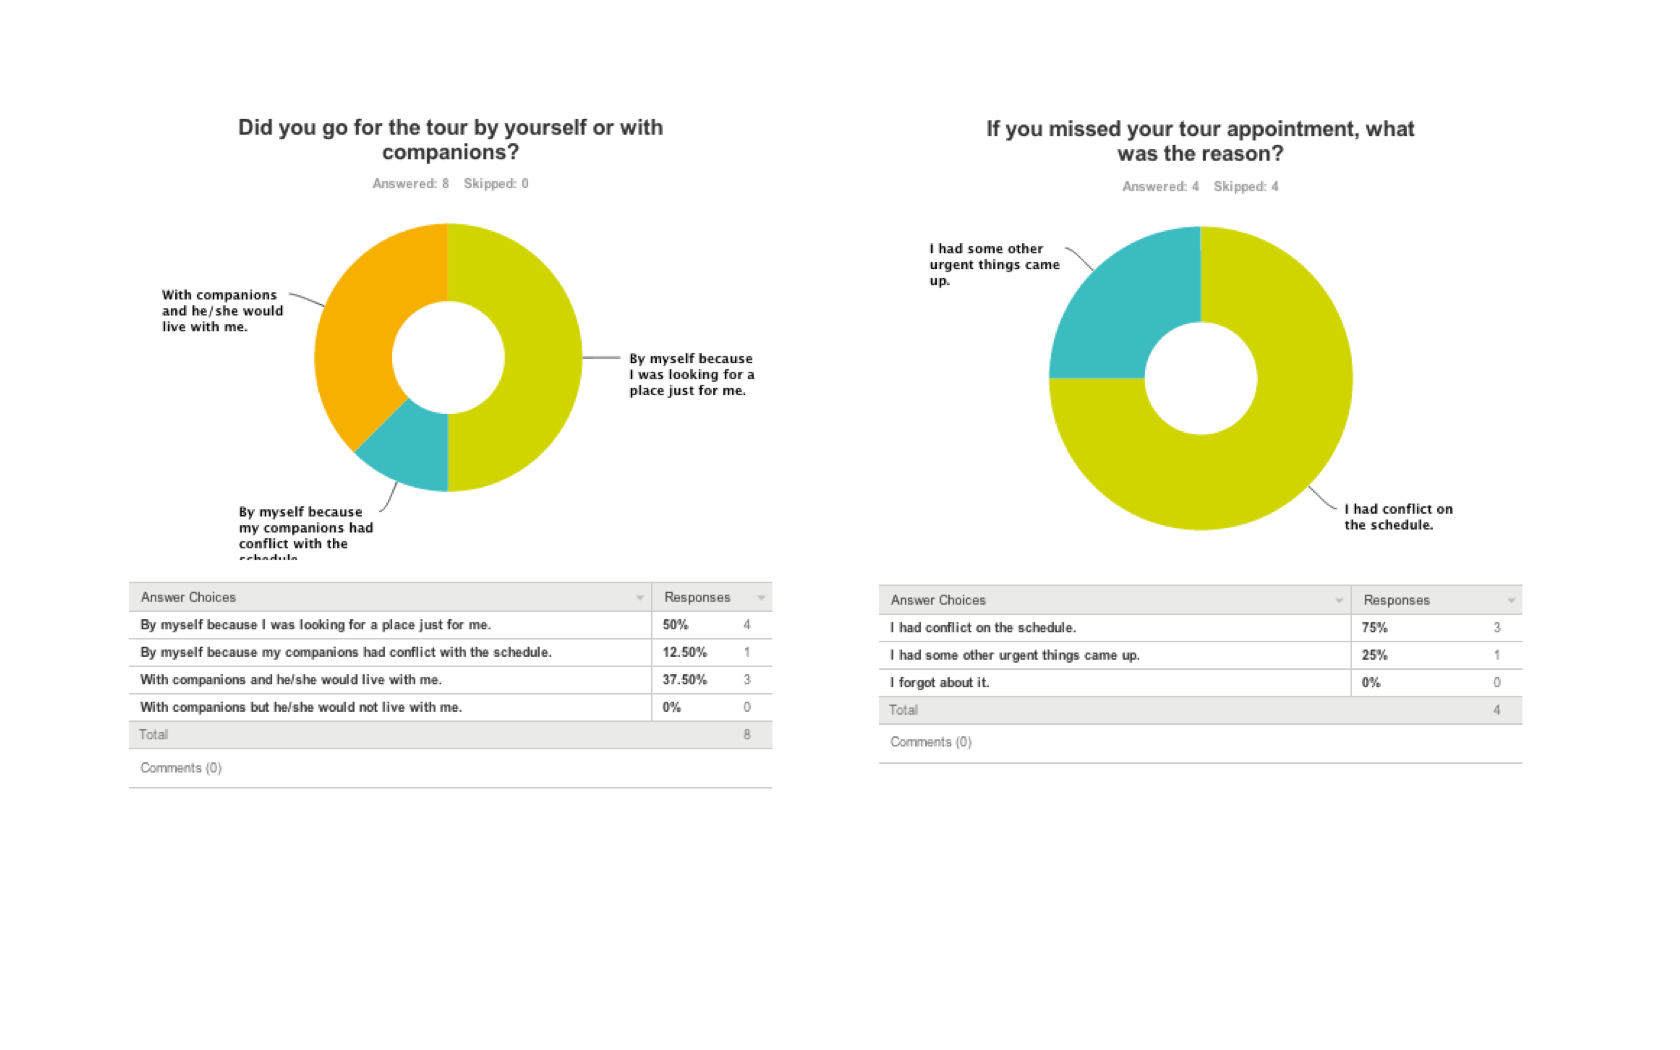 Did you go for the tour by yourself or with
companions?
Answered: 8 Skipped: 0
With companions
and he/she would
live with me.
By myself because
I was looking for a
place just for me.
By myself because
my companions had
conflict with the
schedule
Answer Choices Responses
By myself because I was looking for a place just for me. 50% 4
By myself because my companions had conflict with the schedule. 12.50% 1
With companions and he/she would live with me. 37.50% 3
With companions but he/she would not live with me. 0% 0
Total 8
Comments (0)
If you missed your tour appointment, what
was the reason?
Answered: 4 Skipped: 4
I had some other
urgent things came
up.
I had conflict on
the schedule.
Answer Choices Responses
I had conflict on the schedule. 75% 3
I had some other urgent things came up. 25% 1
I forgot about it. 0% 0
Total 4
Comments (0)